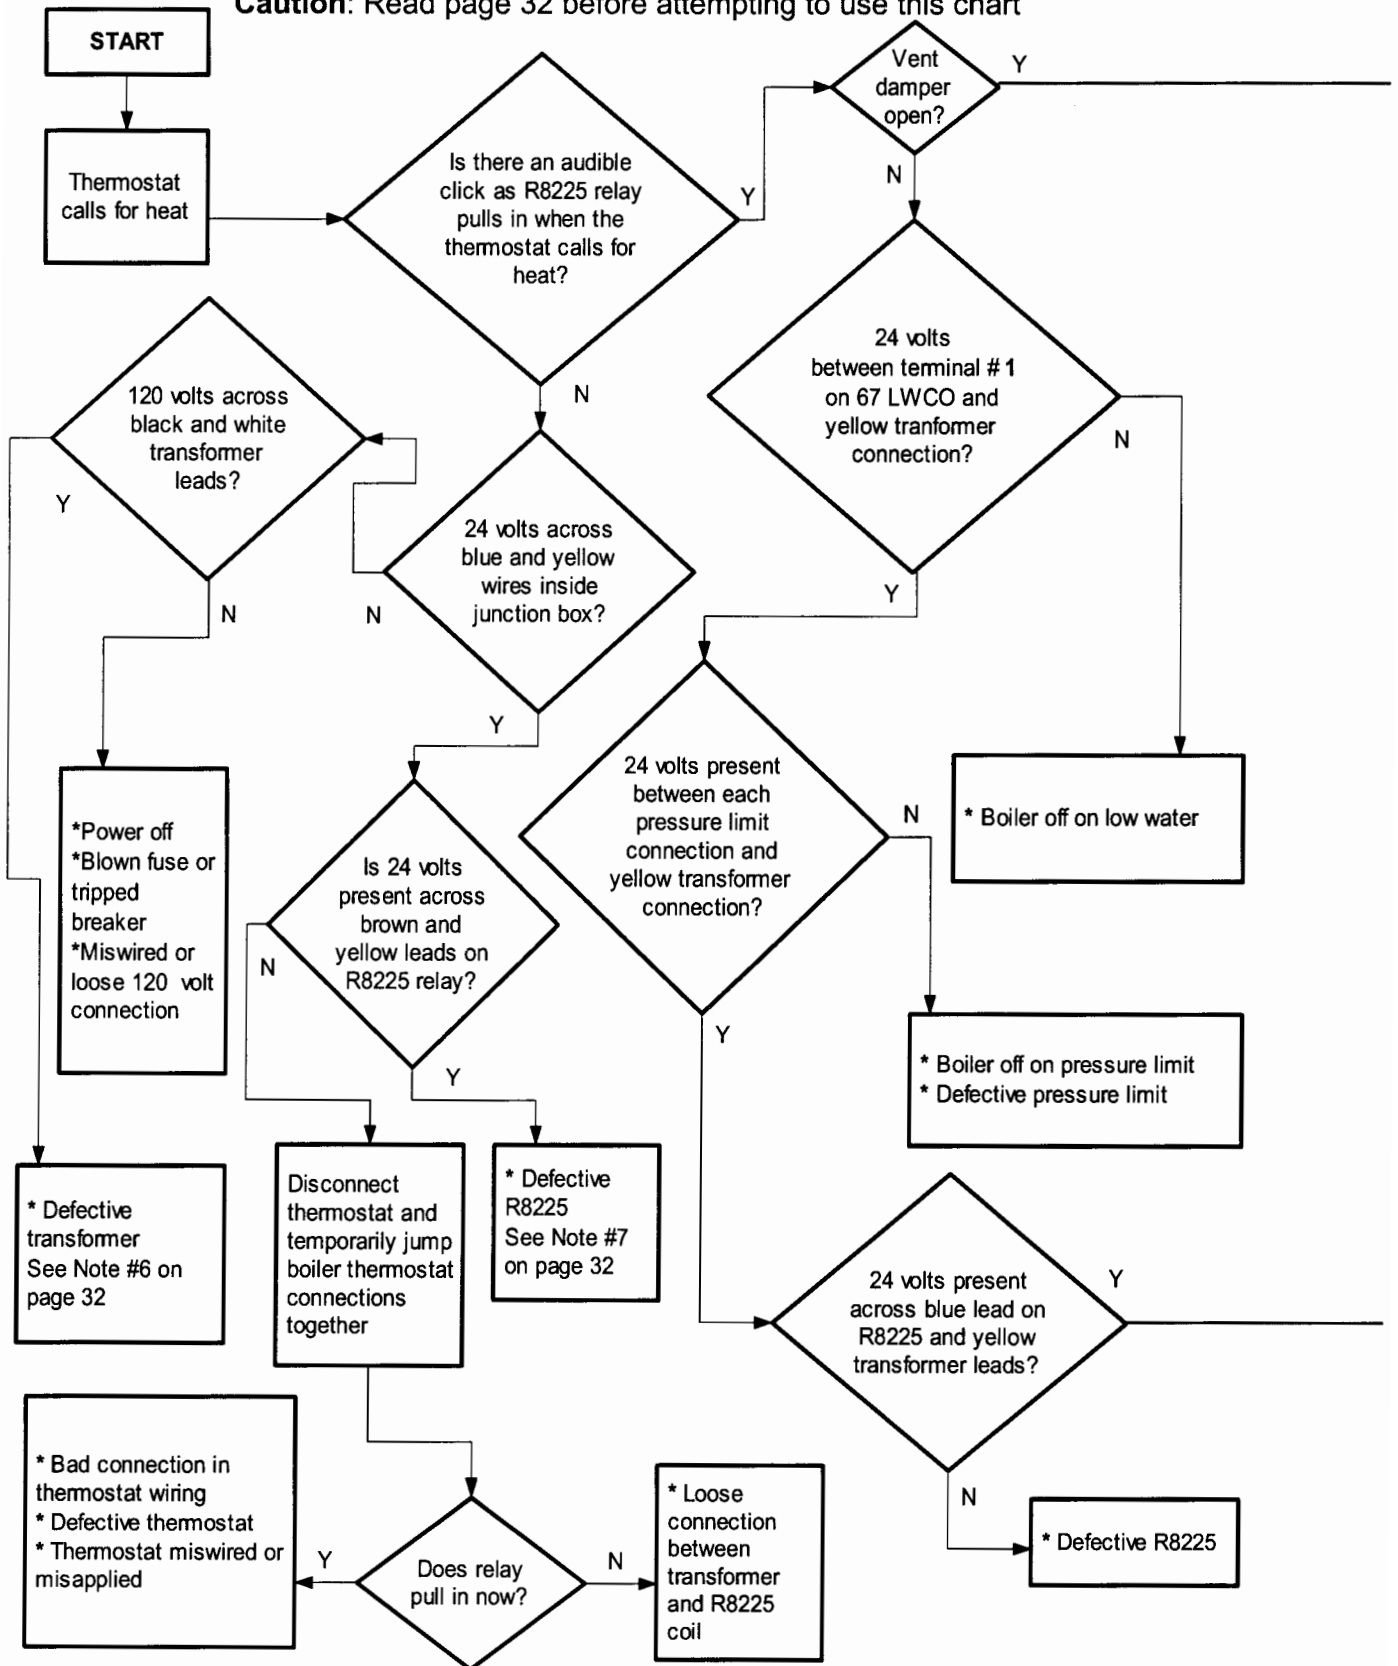 Caution: Read page 32 before attempting to use this chart
START
Thermostat
calls for heat
Is there an audible
click as R8225 relay
pulls in when the
thermostat calls for
heat?
Y
N
Vent
damper
open?
Y
N
24 volts
between terminal # 1
on 67 LWCO and
yellow tranformer
connection?
N
Y
120 volts across
black and white
transformer
leads?
Y
N
24 volts across
blue and yellow
wires inside
junction box?
N
Y
*Power off
*Blown fuse or
tripped
breaker
*Miswired or
loose 120 volt
connection
Is 24 volts
present across
brown and
yellow leads on
R8225 relay?
N
Y
24 volts present
between each
pressure limit
connection and
yellow transformer
connection?
N
Y
* Boiler off on low water
* Boiler off on pressure limit
* Defective pressure limit
* Defective
transformer
See Note #6 on
page 32
Disconnect
thermostat and
temporarily jump
boiler thermostat
connections
together
* Defective
R8225
See Note #7
on page 32
24 volts present
across blue lead on
R8225 and yellow
transformer leads?
Y
N
* Bad connection in
thermostat wiring
* Defective thermostat
* Thermostat miswired or
misapplied
Y
Does relay
pull in now?
N
* Loose
connection
between
transformer
and R8225
coil
* Defective R8225